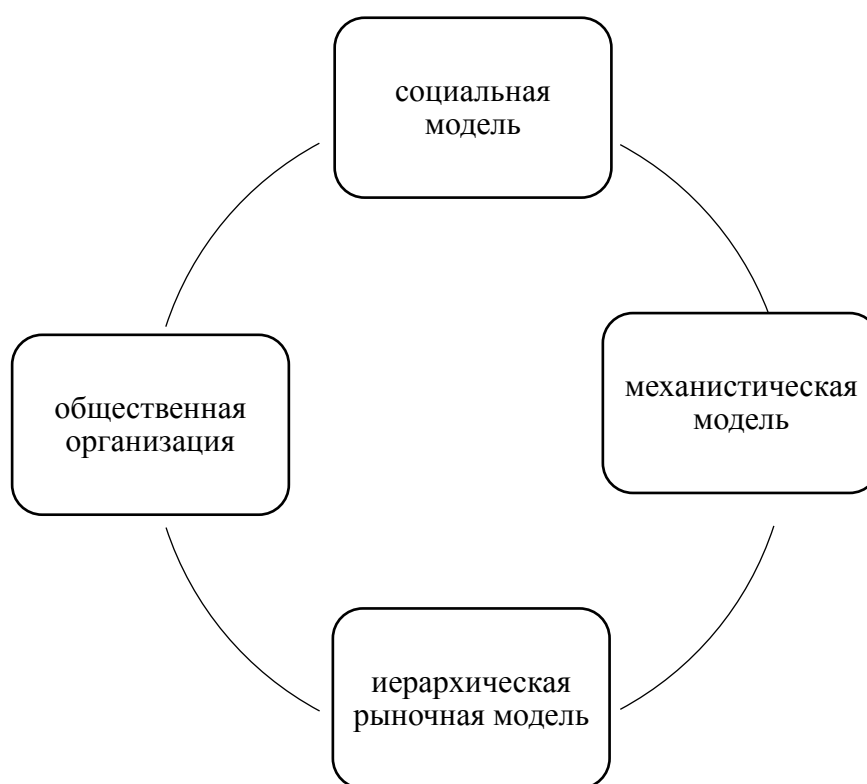 социальная
модель
общественная
организация
механистическая
модель
иерархическая
рыночная модель